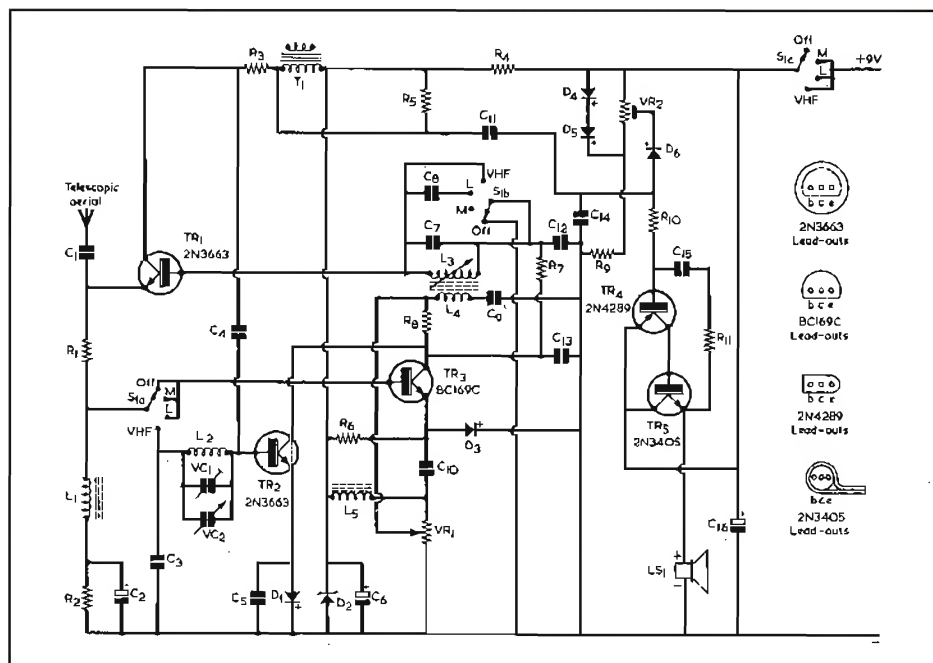 R3
T1
R4
S1c
Off
M
L
VHF
+9V
R5
C11
D4
D5
VR2
D6
Telescopic
aerial
C1
TR1
2N3663
C8
L
VHF
S1b
M
Off
C7
L3
C12
C14
R7
R9
R10
C15
2N3663
Lead-outs
b c e
R1
C4
R8
L4
C9
TR4
2N4289
R11
BC169C
Lead-outs
b c e
Off
S1a
M
L
VHF
TR3
BC169C
C13
TR5
2N3405
2N4289
Lead-outs
b c e
L2
VC1
VC2
TR2
2N3663
R6
D3
C10
L5
VR1
L1
2N3405
Lead-outs
b c e
R2
C2
C3
C5
D1
D2
C6
LS1
+
-
C16